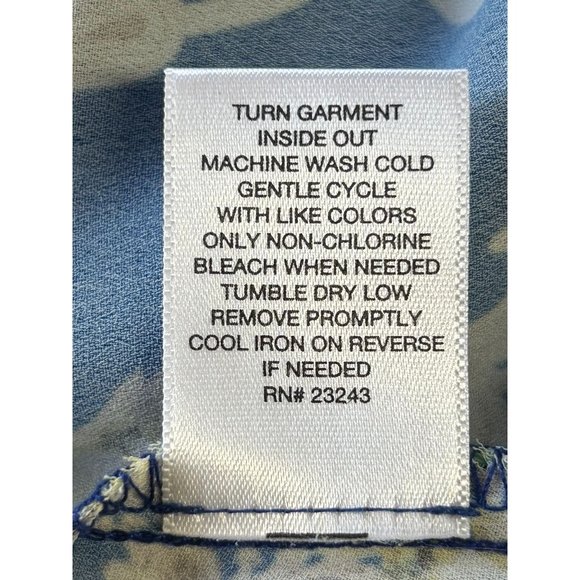 TURN GARMENT
INSIDE OUT
MACHINE WASH COLD
GENTLE CYCLE
WITH LIKE COLORS
ONLY NON-CHLORINE
BLEACH WHEN NEEDED
TUMBLE DRY LOW
REMOVE PROMPTLY
COOL IRON ON REVERSE
IF NEEDED
RN# 23243